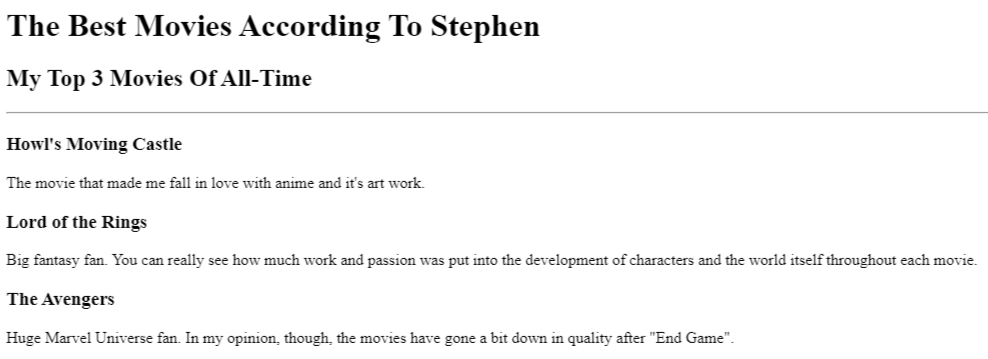 The Best Movies According To Stephen
My Top 3 Movies Of All-Time
Howl's Moving Castle
The movie that made me fall in love with anime and it's art work.
Lord of the Rings
Big fantasy fan. You can really see how much work and passion was put into the development of characters and the world itself throughout each movie.
The Avengers
Huge Marvel Universe fan. In my opinion, though, the movies have gone a bit down in quality after "End Game".